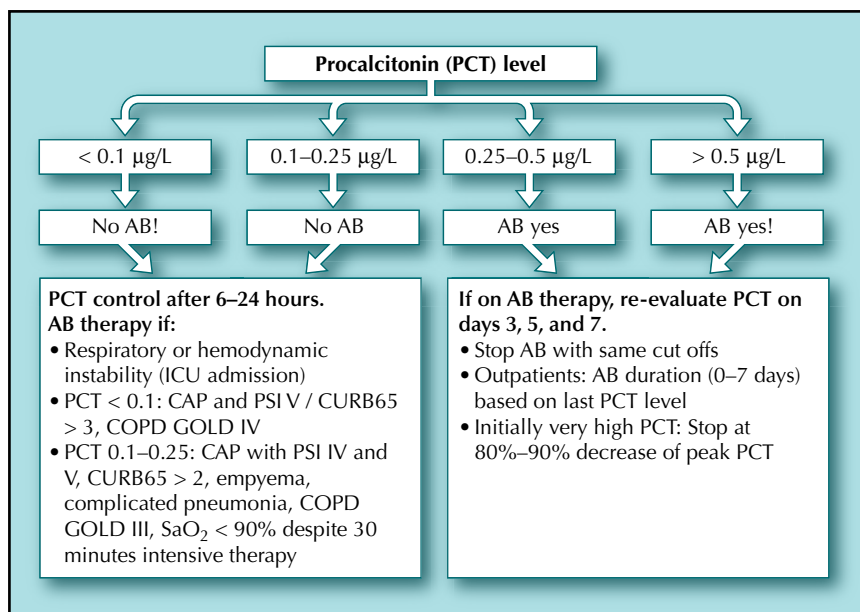 Procalcitonin (PCT) level
< 0.1 µg/L
0.1–0.25 µg/L
0.25–0.5 µg/L
> 0.5 µg/L
No AB!
No AB
AB yes
AB yes!
PCT control after 6–24 hours.
AB therapy if:
• Respiratory or hemodynamic
instability (ICU admission)
• PCT < 0.1: CAP and PSI V / CURB65
> 3, COPD GOLD IV
• PCT 0.1–0.25: CAP with PSI IV and
V, CURB65 > 2, empyema,
complicated pneumonia, COPD
GOLD III, SaO₂ < 90% despite 30
minutes intensive therapy
If on AB therapy, re-evaluate PCT on
days 3, 5, and 7.
• Stop AB with same cut offs
• Outpatients: AB duration (0–7 days)
based on last PCT level
• Initially very high PCT: Stop at
80%–90% decrease of peak PCT